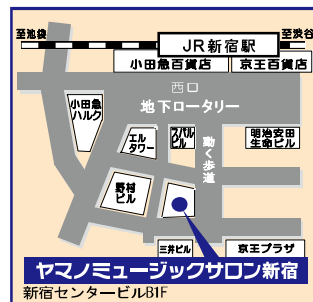 至池袋
至渋谷
JR新宿駅
小田急百貨店
京王百貨店
西口
地下ロータリー
小田急
ハルク
エル
タワー
スバル
ビル
動く歩道
明治安田
生命ビル
野村
ビル
三井ビル
京王プラザ
ヤマノミュージックサロン新宿
新宿センタービルB1F